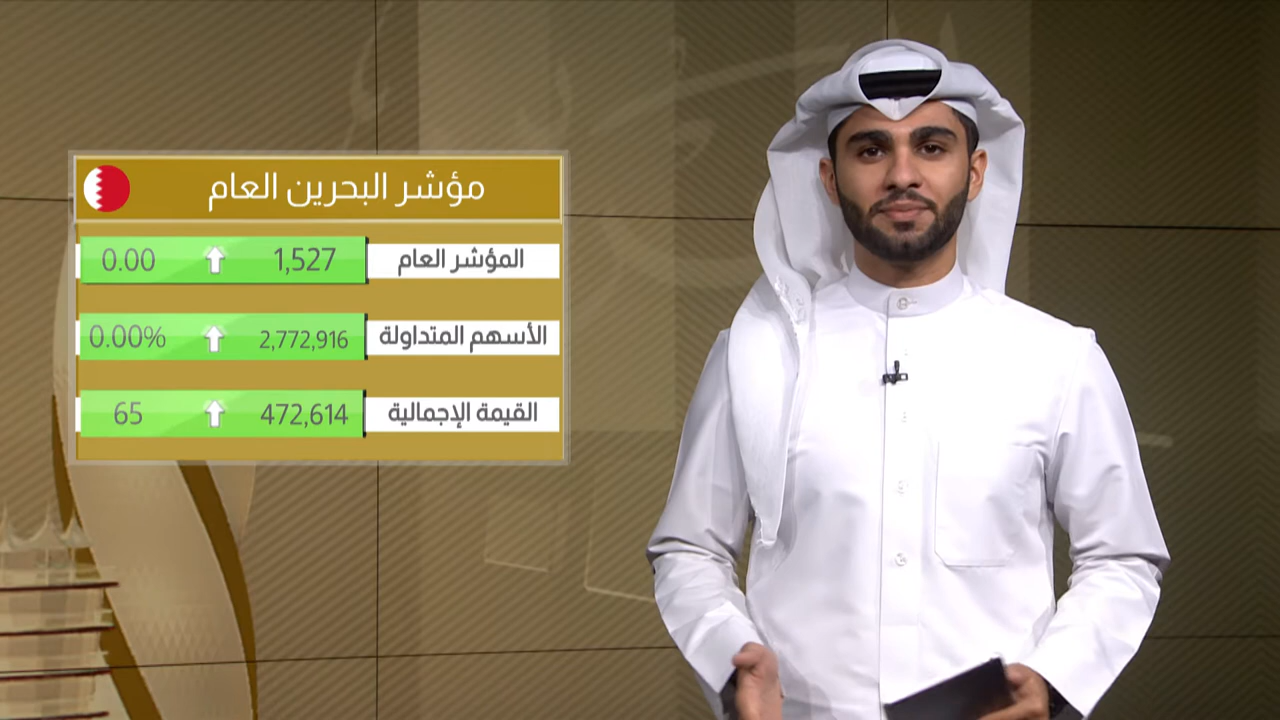 مؤشر البحرين العام
المؤشر العام 1,527 0.00
الأسهم المتداولة 2,772,916 0.00%
القيمة الإجمالية 472,614 65